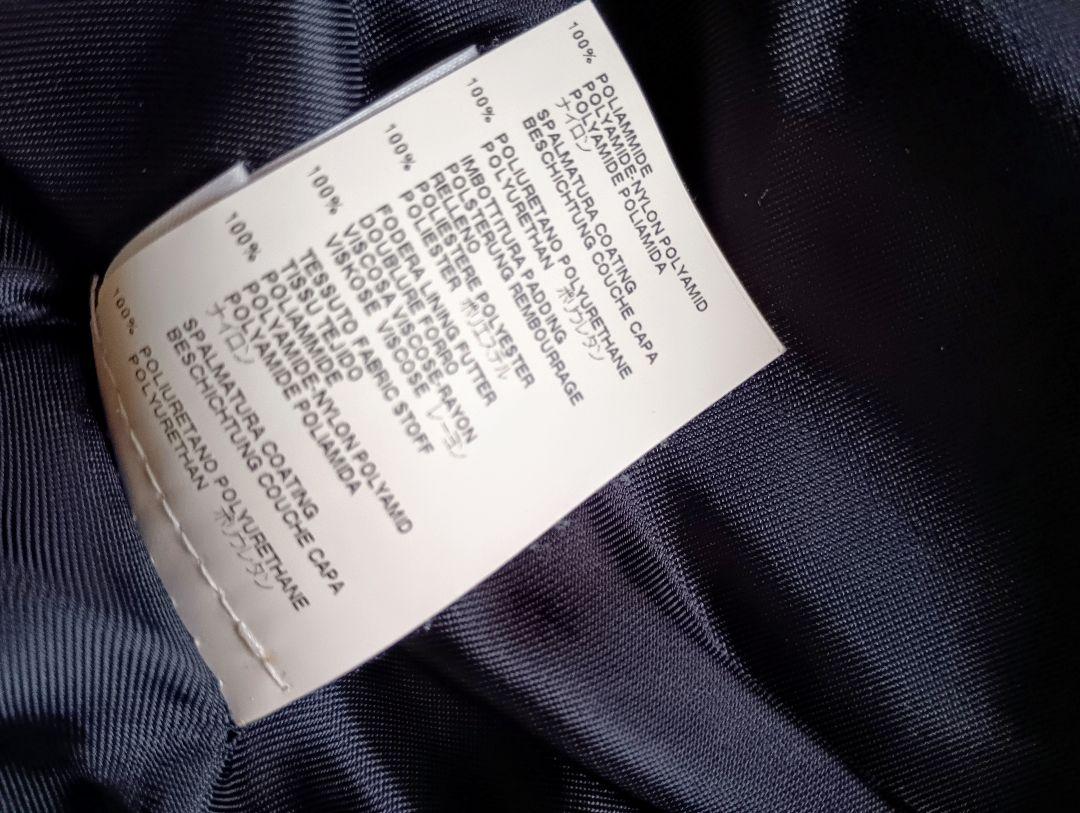 100% POLIAMMIDE
POLYAMIDE-NYLON POLYAMID
POLYAMIDE POLIAMIDA
ナイロン
SPALMATURA COATING
BESCHICHTUNG COUCHE CAPA
100% POLIURETANO POLYURETHANE
POLYURETHAN ポリウレタン
IMBOTTITURA PADDING
POLSTERUNG REMBOURRAGE
RELLENO
100% POLIESTERE POLYESTER
POLIESTER ポリエステル
FODERA LINING FUTTER
DOUBLURE FORRO
100% VISCOSA VISCOSE-RAYON
VISKOSE VISCOSE レーヨン
TESSUTO FABRIC STOFF
TISSU TEJIDO
100% POLIAMMIDE
POLYAMIDE-NYLON POLYAMID
POLYAMIDE POLIAMIDA
ナイロン
SPALMATURA COATING
BESCHICHTUNG COUCHE CAPA
100% POLIURETANO POLYURETHANE
POLYURETHAN ポリウレタン